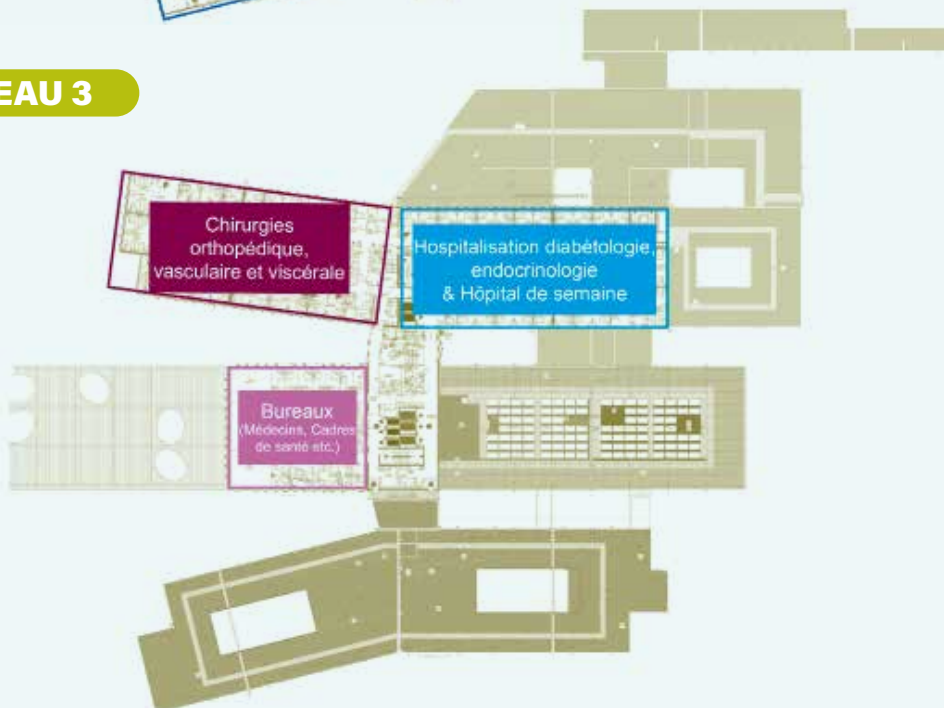 EAU 3
Chirurgies
orthopédique,
vasculaire et viscérale
Hospitalisation diabétologie,
endocrinologie
& Hôpital de semaine
Bureaux
(Médecins, Cadres
de santé etc.)